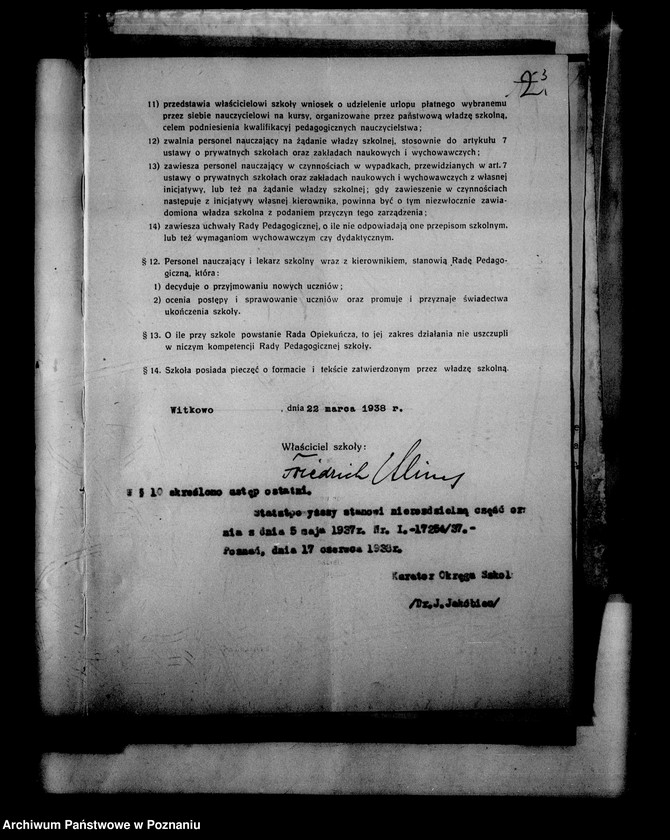 3
2
11) przedstawia właścicielowi szkoły wniosek o udzielenie urlopu płatnego wybranemu
przez siebie nauczycielowi na kursy, organizowane przez państwową władzę szkolną,
celem podniesienia kwalifikacyj pedagogicznych nauczycielstwa;
12) zwalnia personel nauczający na żądanie władzy szkolnej, stosownie do artykułu 7
ustawy o prywatnych szkołach oraz zakładach naukowych i wychowawczych;
13) zawiesza personel nauczający w czynnościach w wypadkach, przewidzianych w art. 7
ustawy o prywatnych szkołach oraz zakładach naukowych i wychowawczych z własnej
inicjatywy, lub też na żądanie władzy szkolnej; gdy zawieszenie w czynnościach
następuje z inicjatywy własnej kierownika, powinna być o tym niezwłocznie zawia-
domiona władza szkolna z podaniem przyczyn tego zarządzenia;
14) zawiesza uchwały Rady Pedagogicznej, o ile nie odpowiadają one przepisom szkolnym,
lub też wymaganiom wychowawczym czy dydaktycznym.
§ 12. Personel nauczający i lekarz szkolny wraz z kierownikiem, stanowią Radę Pedago-
giczną, która:
1) decyduje o przyjmowaniu nowych uczniów;
2) ocenia postępy i sprawowanie uczniów oraz promuje i przyznaje świadectwa
ukończenia szkoły.
§ 13. O ile przy szkole powstanie Rada Opiekuńcza, to jej zakres działania nie uszczupli
w niczym kompetencji Rady Pedagogicznej szkoły.
§ 14. Szkoła posiada pieczęć o formacie i tekście zatwierdzonym przez władzę szkolną.
Witkowo , dnia 22 marca 1938 r.
Właściciel szkoły:
Friedrich
W § 10 skreślono ustęp ostatni.
stanowi nierozdzielną część or
nia z dnia 5 maja 1937r. Nr. I.-17254/37.-
Poznań, dnia 17 czerwca 1938r.
Kurator Okręgu Szkol
/Dr.J.Jakóbiec/
Archiwum Państwowe w Poznaniu